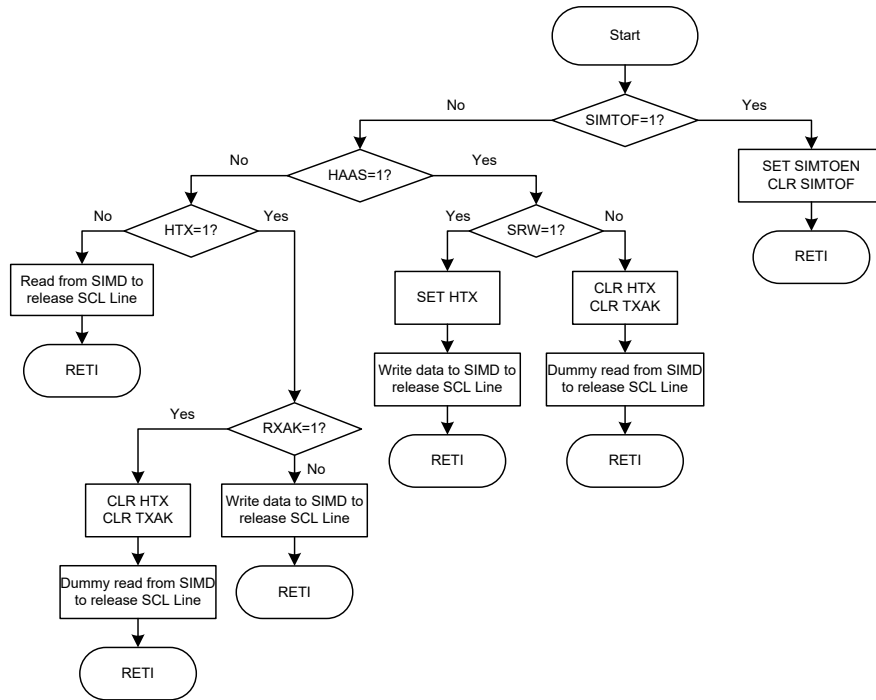 Start
No
SIMTOF=1?
Yes
No
HAAS=1?
Yes
SET SIMTOEN
CLR SIMTOF
No
HTX=1?
Yes
Yes
SRW=1?
No
RETI
Read from SIMD to
release SCL Line
SET HTX
CLR HTX
CLR TXAK
RETI
Write data to SIMD to
release SCL Line
Dummy read from SIMD
to release SCL Line
Yes
RXAK=1?
No
RETI
RETI
CLR HTX
CLR TXAK
Write data to SIMD to
release SCL Line
Dummy read from SIMD
to release SCL Line
RETI
RETI